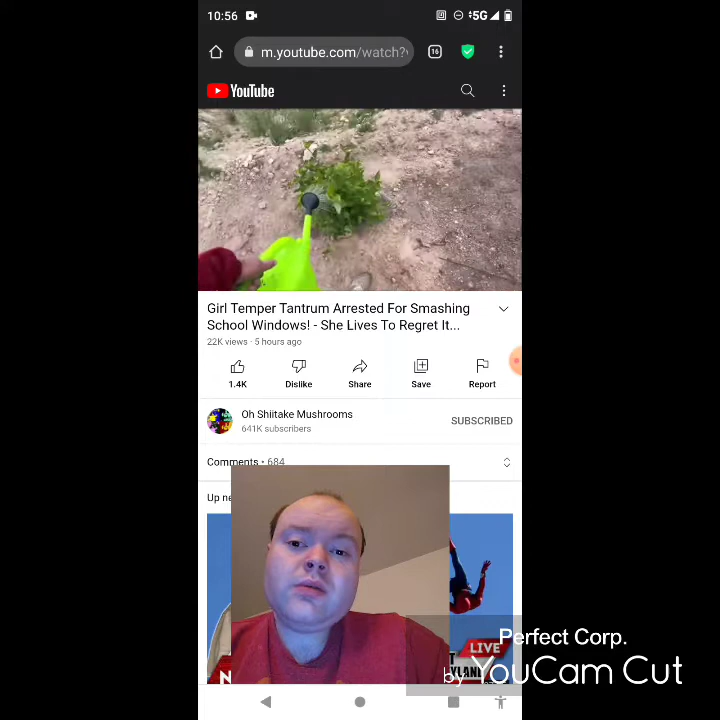 10:56
5G
m.youtube.com/watch?v
16
YouTube
Girl Temper Tantrum Arrested For Smashing
School Windows! - She Lives To Regret It...
22K views · 5 hours ago
1.4K
Dislike
Share
Save
Report
Oh Shiitake Mushrooms
641K subscribers
SUBSCRIBED
Comments • 684
Up ne
LIVE
Perfect Corp.
by YouCam Cut